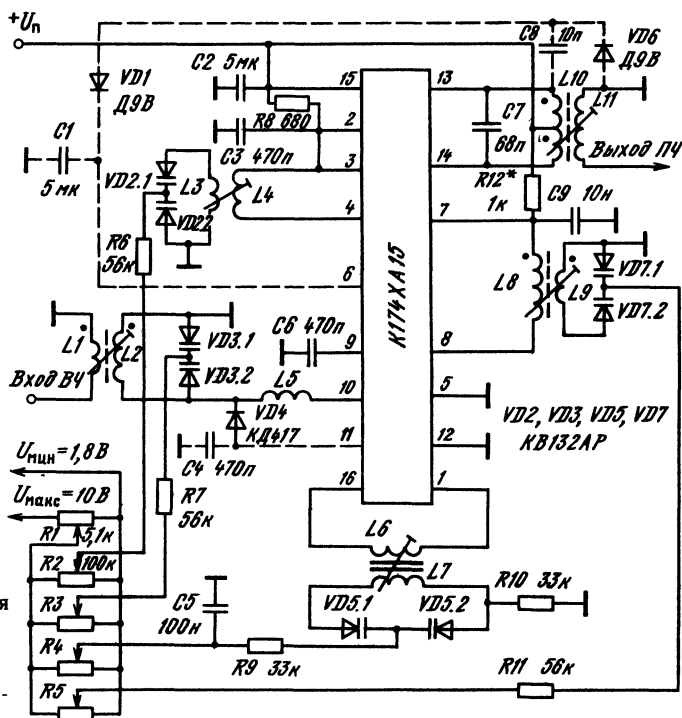 +Uп
C8 10п
VD6
Д9В
VD1
Д9В
C2 5мк
15
13
L10
L11
C1
5мк
R8 680
2
C7
68п
C3 470п
3
14
Выход ПЧ
VD2.1
L3
L4
R12*
1к
C9 10н
VD22
4
7
R6
56к
6
К174ХА15
L8
L9
VD7.1
VD7.2
L1
L2
VD3.1
VD3.2
C6 470п
9
8
Вход ВЧ
L5
10
5
VD4
КД417
11
12
VD2, VD3, VD5, VD7
КВ132АР
C4 470п
Uмин=1,8В
16
1
Uмакс=10В
R7
56к
R1
5,1к
L6
R2
100к
L7
R10 33к
R3
я
C5
100н
VD5.1
VD5.2
R4
R9 33к
R11 56к
R5
-